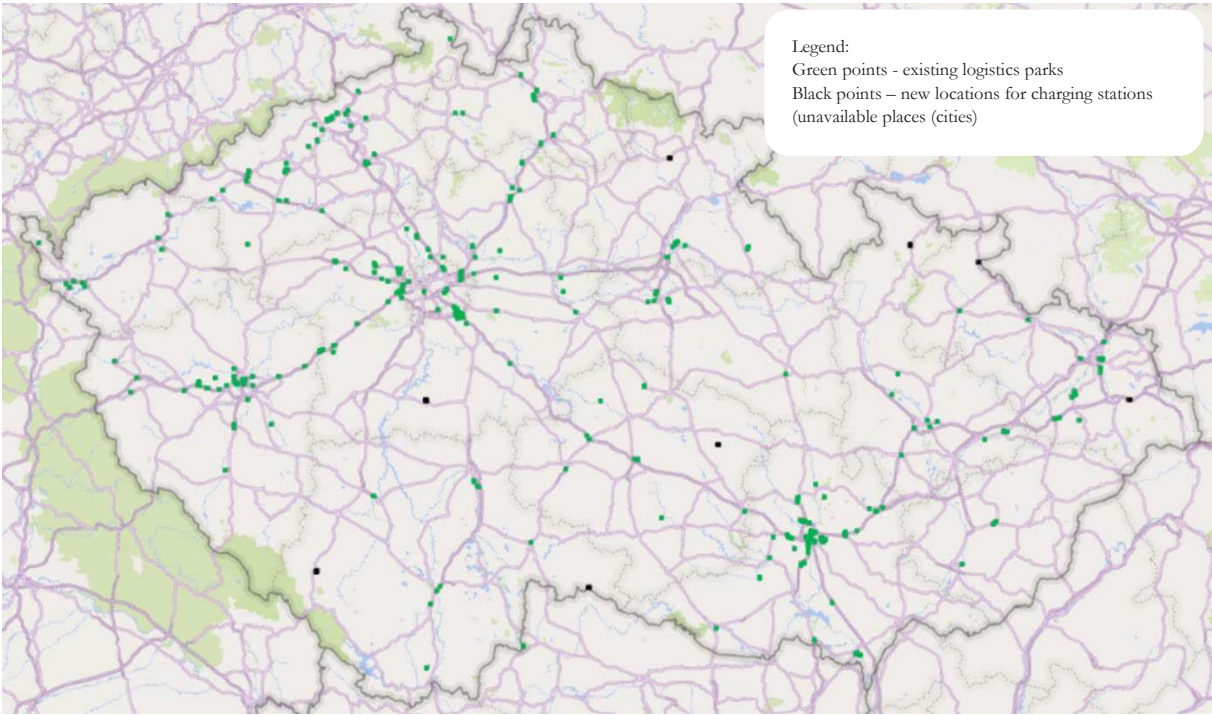 Legend:
Green points - existing logistics parks
Black points – new locations for charging stations
(unavailable places (cities)